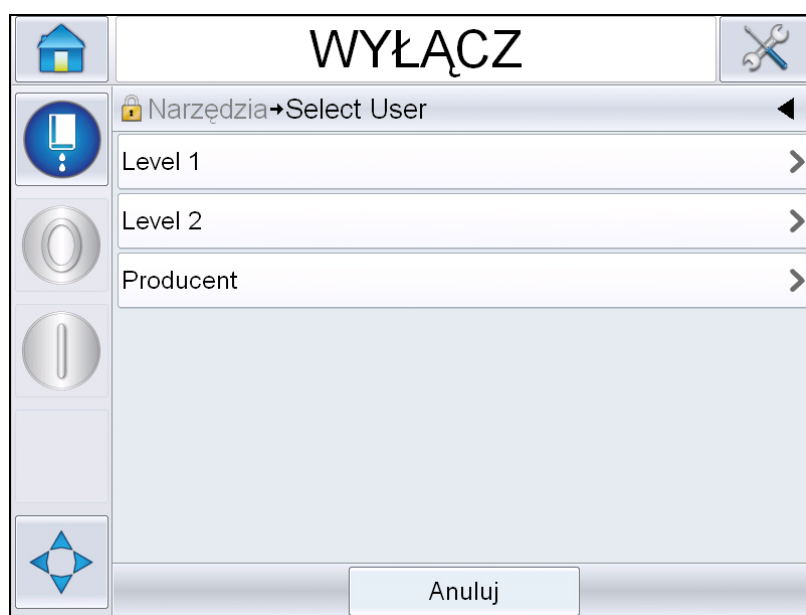 WYŁĄCZ
Narzędzia→Select User
Level 1
Level 2
Producent
Anuluj